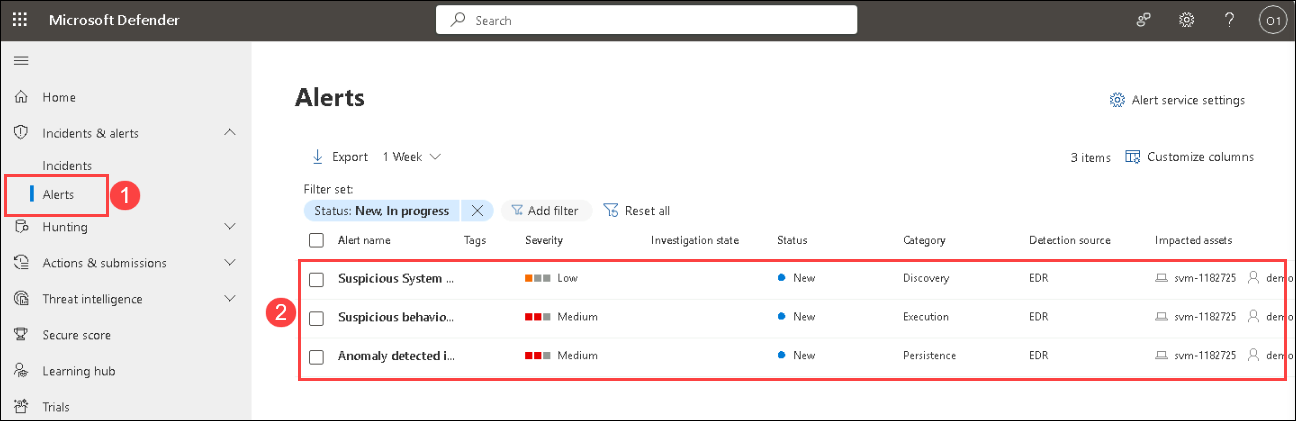 Microsoft Defender
Search
O1
Home
Incidents & alerts
Incidents
Alerts
1
Hunting
Actions & submissions
Threat intelligence
Secure score
Learning hub
Trials
Alerts
Alert service settings
Export 1 Week
3 items Customize columns
Filter set:
Status: New, In progress Add filter Reset all
Alert name Tags Severity Investigation state Status Category Detection source Impacted assets
2
Suspicious System ... Low New Discovery EDR svm-1182725 demo
Suspicious behavio... Medium New Execution EDR svm-1182725 demo
Anomaly detected i... Medium New Persistence EDR svm-1182725 demo